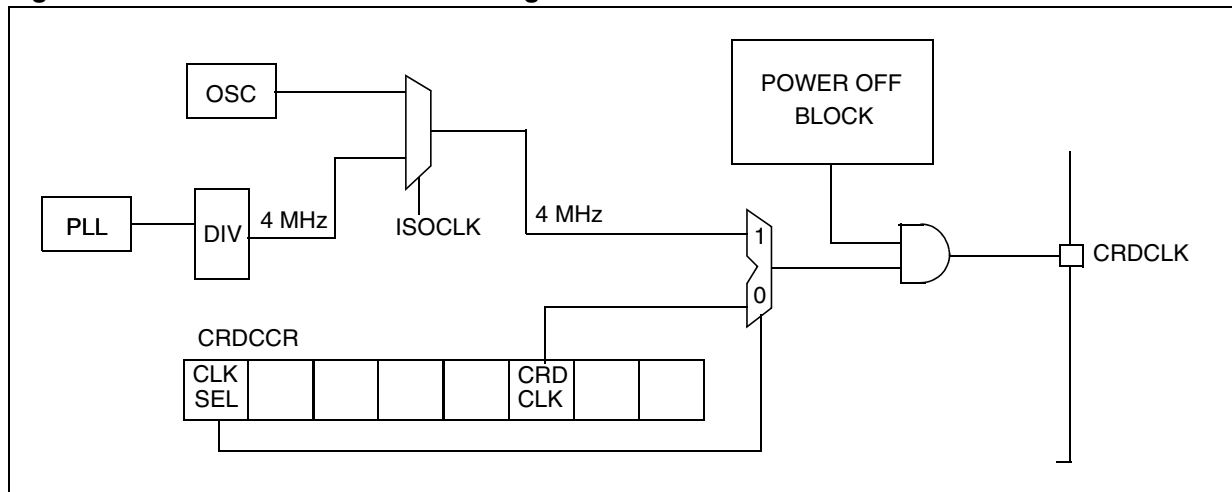 OSC
POWER OFF
BLOCK
PLL
DIV
4 MHz
ISOCLK
4 MHz
1
0
CRDCLK
CRDCCR
CLK
SEL
CRD
CLK